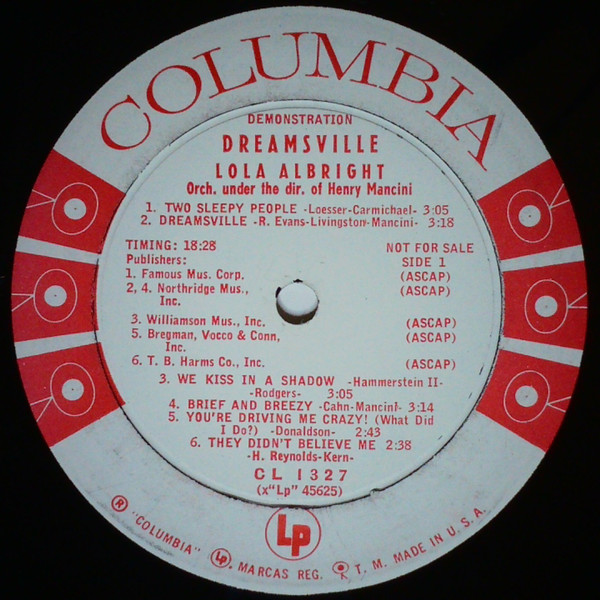 COLUMBIA
DEMONSTRATION
DREAMSVILLE
LOLA ALBRIGHT
Orch. under the dir. of Henry Mancini
1. TWO SLEEPY PEOPLE -Loesser-Carmichael- 3:05
2. DREAMSVILLE -R. Evans-Livingston-Mancini- 3:18
TIMING: 18:28 NOT FOR SALE
Publishers: SIDE 1
1. Famous Mus. Corp. (ASCAP)
2, 4. Northridge Mus., (ASCAP)
Inc.
3. Williamson Mus., Inc. (ASCAP)
5. Bregman, Vocco & Conn, (ASCAP)
Inc.
6. T. B. Harms Co., Inc. (ASCAP)
3. WE KISS IN A SHADOW -Hammerstein II-
-Rodgers- 3:05
4. BRIEF AND BREEZY -Cahn-Mancini- 3:14
5. YOU'RE DRIVING ME CRAZY! (What Did
I Do?) -Donaldson- 2:43
6. THEY DIDN'T BELIEVE ME 2:38
-H. Reynolds-Kern-
CL 1327
(x"Lp" 45625)
Lp
® "COLUMBIA" Lp, MARCAS REG. ® T. M. MADE IN U. S. A.